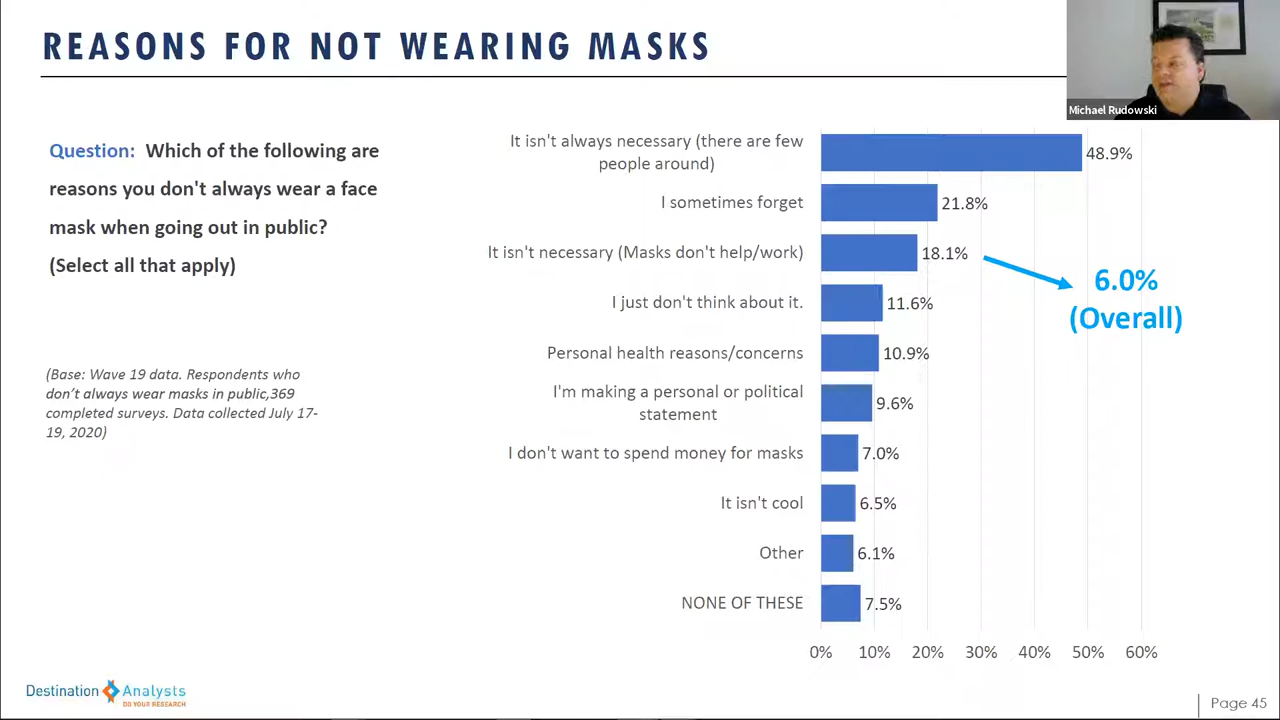 REASONS FOR NOT WEARING MASKS
Michael Rudowski
Question: Which of the following are
reasons you don't always wear a face
mask when going out in public?
(Select all that apply)
(Base: Wave 19 data. Respondents who
don't always wear masks in public,369
completed surveys. Data collected July 17-
19, 2020)
It isn't always necessary (there are few
people around)
48.9%
I sometimes forget
21.8%
It isn't necessary (Masks don't help/work)
18.1%
6.0%
(Overall)
I just don't think about it.
11.6%
Personal health reasons/concerns
10.9%
I'm making a personal or political
statement
9.6%
I don't want to spend money for masks
7.0%
It isn't cool
6.5%
Other
6.1%
NONE OF THESE
7.5%
0% 10% 20% 30% 40% 50% 60%
Destination Analysts
DO YOUR RESEARCH
Page 45